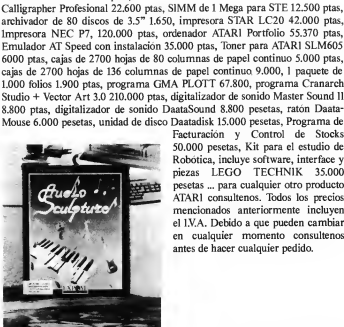 Calligrapher Profesional 22.600 ptas, SIMM de 1 Mega para STE 12.500 ptas,
archivador de 80 discos de 3.5" 1.650, impresora STAR LC20 42.000 ptas,
Impresora NEC P7, 120.000 ptas, ordenador ATARI Portfolio 55.370 ptas,
Emulador AT Speed con instalacion 35.000 ptas, Toner para ATARI SLM605
6000 ptas, cajas de 2700 hojas de 80 columnas de papel continuo 5.000 ptas,
cajas de 2700 hojas de 136 columnas de papel continuo 9.000, 1 paquete de
1.000 folios 1.900 ptas, programa GMA PLOTT 67.800, programa Cranarch
Studio + Vector Art 3.0 210.000 ptas, digitalizador de sonido Master Sound II
8.800 ptas, digitalizador de sonido DaataSound 8.800 pesetas, ratón Daata-
Mouse 6.000 pesetas, unidad de disco Daatadisk 15.000 pesetas, Programa de
Facturación y Control de Stocks
50.000 pesetas, Kit para el estudio de
Robótica, incluye software, interface y
piezas LEGO TECHNIK 35.000
pesetas ... para cualquier otro producto
ATARI consultenos. Todos los precios
mencionados anteriormente incluyen
el I.V.A. Debido a que pueden cambiar
en cualquier momento consultenos
antes de hacer cualquier pedido.
Audio
Sculpture